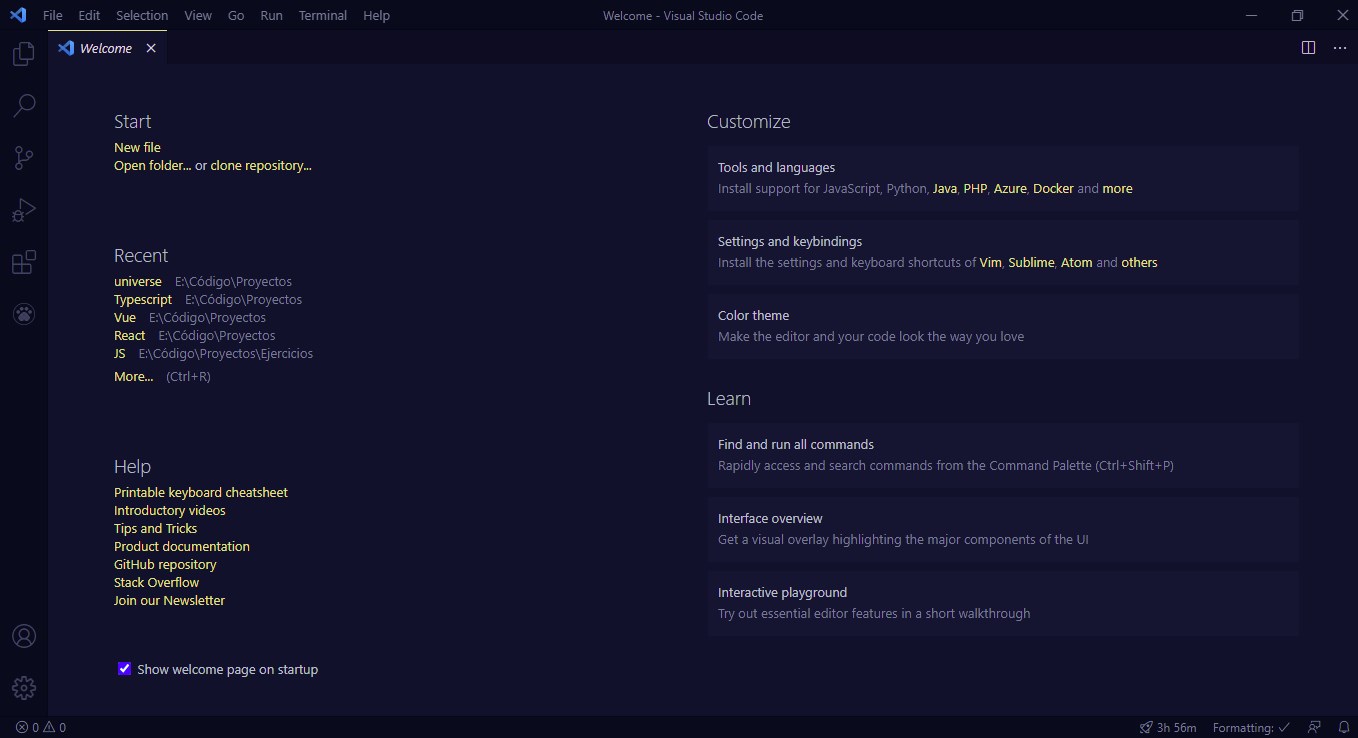 File Edit Selection View Go Run Terminal Help
Welcome - Visual Studio Code
Welcome
Start
New file
Open folder... or clone repository...
Recent
universe E:\Código\Proyectos
Typescript E:\Código\Proyectos
Vue E:\Código\Proyectos
React E:\Código\Proyectos
JS E:\Código\Proyectos\Ejercicios
More... (Ctrl+R)
Help
Printable keyboard cheatsheet
Introductory videos
Tips and Tricks
Product documentation
GitHub repository
Stack Overflow
Join our Newsletter
Show welcome page on startup
Customize
Tools and languages
Install support for JavaScript, Python, Java, PHP, Azure, Docker and more
Settings and keybindings
Install the settings and keyboard shortcuts of Vim, Sublime, Atom and others
Color theme
Make the editor and your code look the way you love
Learn
Find and run all commands
Rapidly access and search commands from the Command Palette (Ctrl+Shift+P)
Interface overview
Get a visual overlay highlighting the major components of the UI
Interactive playground
Try out essential editor features in a short walkthrough
0 0
3h 56m
Formatting: